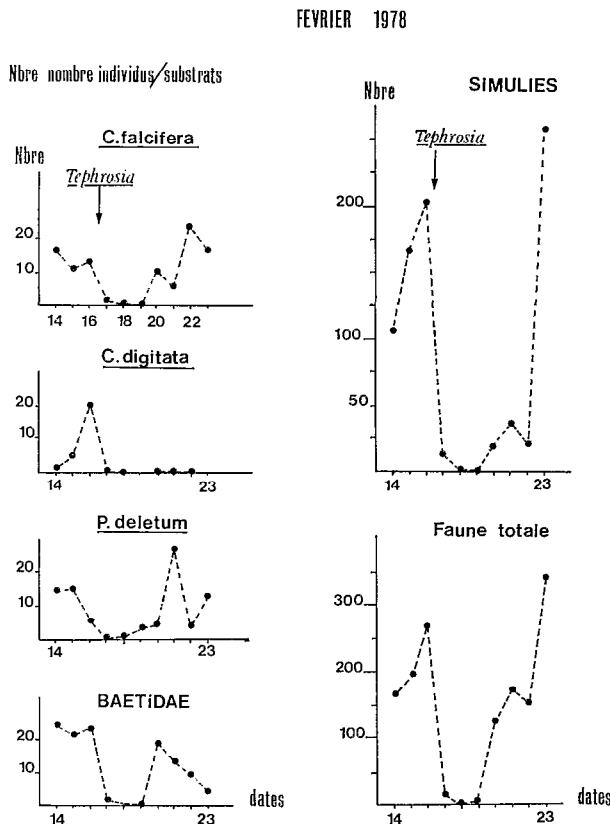 FEVRIER 1978
Nbre nombre individus/substrats
C.falcifera
Nbre
Tephrosia
20
10
14 16 18 20 22
C.digitata
20
10
14 23
P.deletum
20
10
14 23
BAETiDAE
20
10
14 23
dates
SiMULIES
Nbre
Tephrosia
200
100
50
14 23
Faune totale
300
200
100
14 23
dates